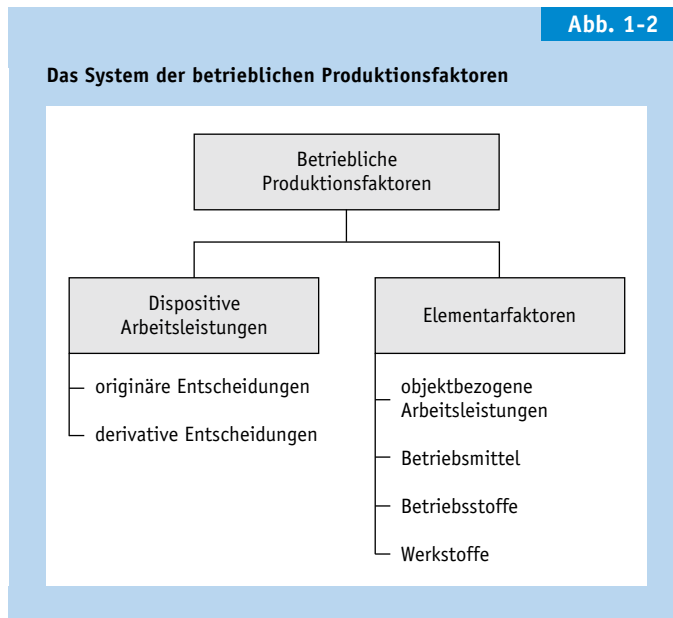 Abb. 1-2
Das System der betrieblichen Produktionsfaktoren
Betriebliche
Produktionsfaktoren
Dispositive
Arbeitsleistungen
originäre Entscheidungen
derivative Entscheidungen
Elementarfaktoren
objektbezogene
Arbeitsleistungen
Betriebsmittel
Betriebsstoffe
Werkstoffe